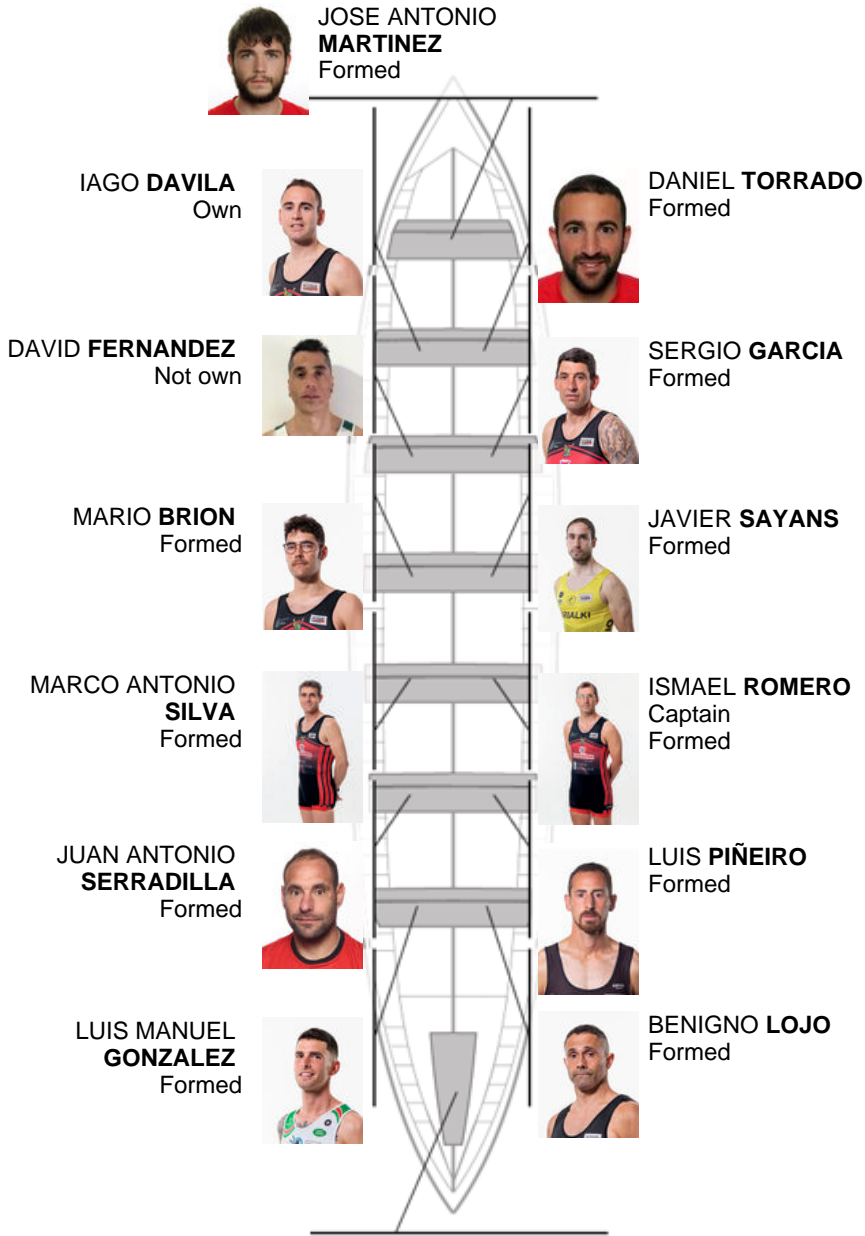 JOSE ANTONIO
MARTINEZ
Formed
IAGO DAVILA
Own
DANIEL TORRADO
Formed
DAVID FERNANDEZ
Not own
SERGIO GARCIA
Formed
MARIO BRION
Formed
JAVIER SAYANS
Formed
MARCO ANTONIO
SILVA
Formed
ISMAEL ROMERO
Captain
Formed
JUAN ANTONIO
SERRADILLA
Formed
LUIS PIÑEIRO
Formed
LUIS MANUEL
GONZALEZ
Formed
BENIGNO LOJO
Formed